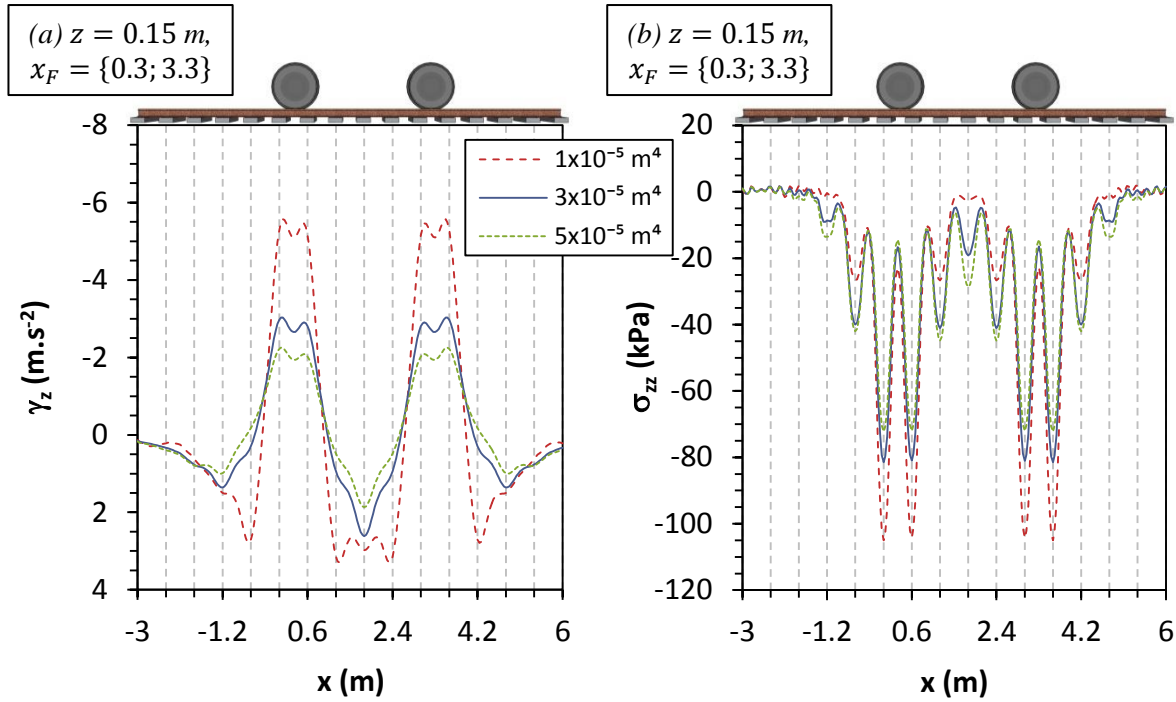 (a) z = 0.15 m,
x_F = {0.3; 3.3}
-8
-6
-4
-2
0
2
4
γz (m.s⁻²)
-3
-1.2
0.6
2.4
4.2
6
x (m)
1x10⁻⁵ m⁴
3x10⁻⁵ m⁴
5x10⁻⁵ m⁴
(b) z = 0.15 m,
x_F = {0.3; 3.3}
20
0
-20
-40
-60
-80
-100
-120
σzz (kPa)
-3
-1.2
0.6
2.4
4.2
6
x (m)